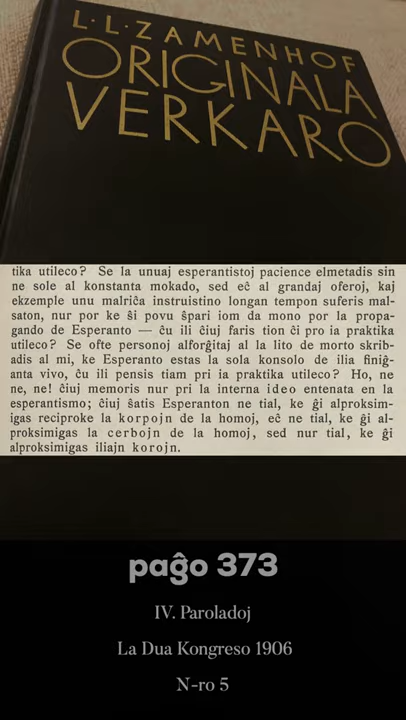 L·L·ZAMENHOF
ORIGINALA
VERKARO
tika utileco? Se la unuaj esperantistoj pacience elmetadis sin
ne sole al konstanta mokado, sed eĉ al grandaj oferoj, kaj
ekzemple unu malriĉa instruistino longan tempon suferis mal-
saton, nur por ke ŝi povu ŝpari iom da mono por la propa-
gando de Esperanto — ĉu ili ĉiuj faris tion ĉi pro ia praktika
utileco? Se ofte personoj alforĝitaj al la lito de morto skrib-
adis al mi, ke Esperanto estas la sola konsolo de ilia finiĝ-
anta vivo, ĉu ili pensis tiam pri ia praktika utileco? Ho, ne
ne, ne! ĉiuj memoris nur pri la interna ideo entenata en la
esperantismo; ĉiuj ŝatis Esperanton ne tial, ke ĝi alproksim-
igas reciproke la korpojn de la homoj, eĉ ne tial, ke ĝi al-
proksimigas la cerbojn de la homoj, sed nur tial, ke ĝi
alproksimigas iliajn korojn.
paĝo 373
IV. Paroladoj
La Dua Kongreso 1906
N-ro 5